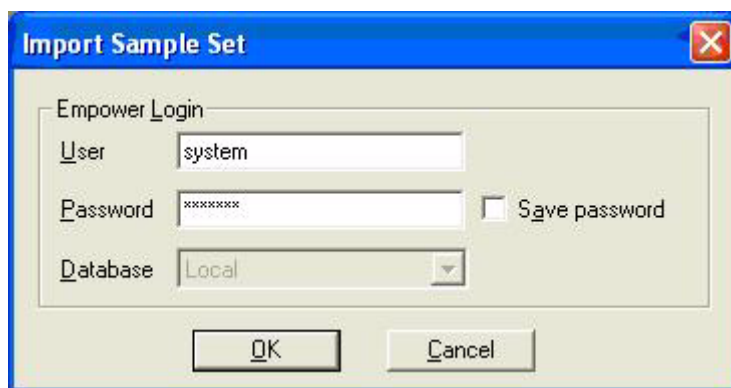 Import Sample Set
Empower Login
User system
Password ******* Save password
Database Local
OK Cancel